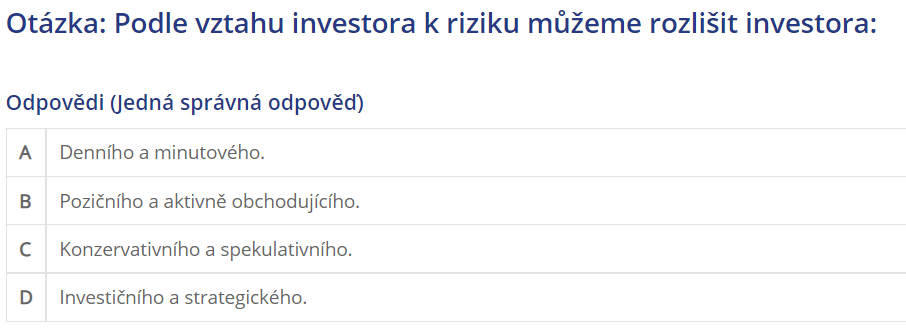 Otázka: Podle vztahu investora k riziku můžeme rozlišit investora:
Odpovědi (Jedná správná odpověď)
A Denního a minutového.
B Pozičního a aktivně obchodujícího.
C Konzervativního a spekulativního.
D Investičního a strategického.